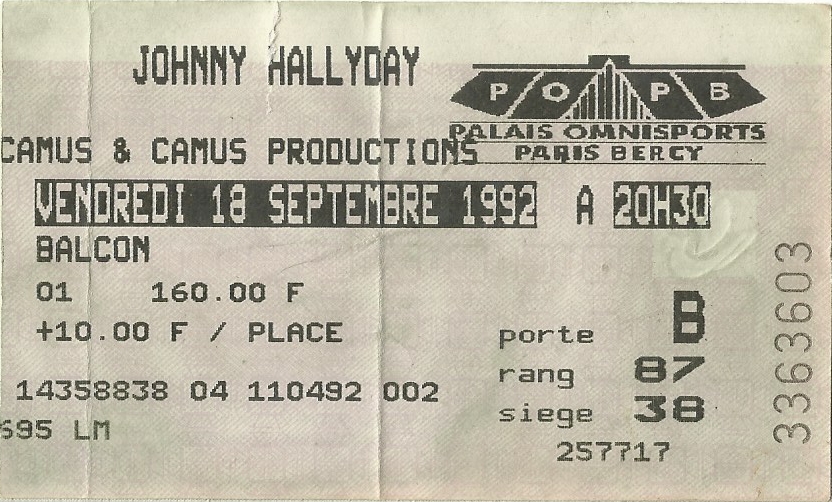 JOHNNY HALLYDAY
POPB
PALAIS OMNISPORTS
PARIS BERCY
CAMUS & CAMUS PRODUCTIONS
VENDREDI 18 SEPTEMBRE 1992 A 20H30
BALCON
01 160.00 F
+10.00 F / PLACE
porte B
rang 87
siege 38
14358838 04 110492 002
695 LM
257717
3363603